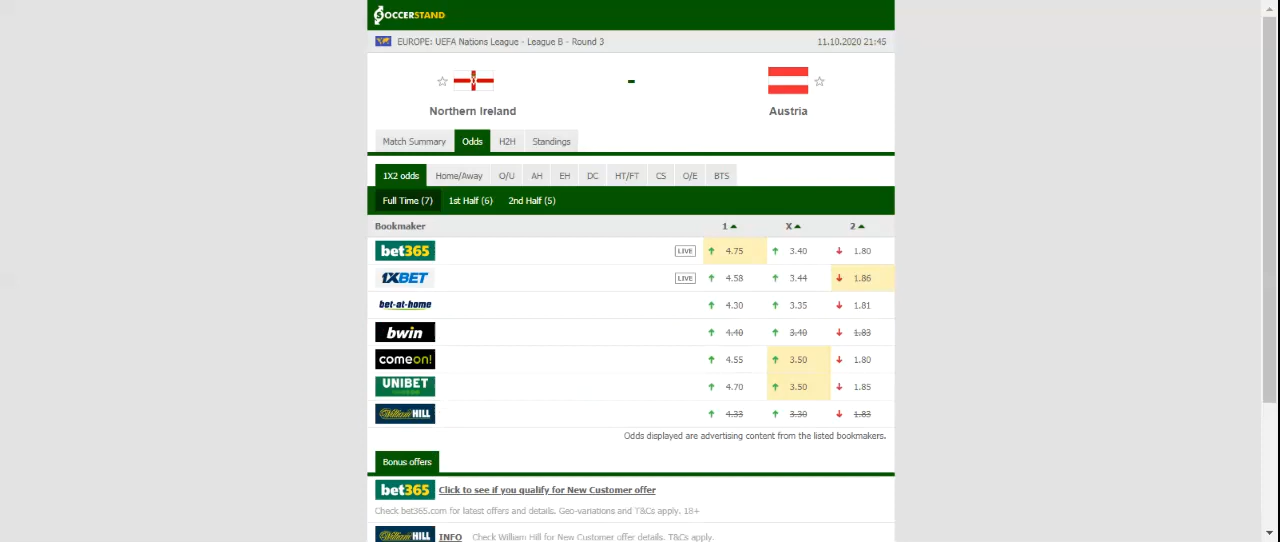 SOCCERSTAND
EUROPE: UEFA Nations League - League B - Round 3 11.10.2020 21:45
-
Northern Ireland Austria
Match Summary Odds H2H Standings
1X2 odds Home/Away O/U AH EH DC HT/FT CS O/E BTS
Full Time (7) 1st Half (6) 2nd Half (5)
Bookmaker 1 X 2
bet365 LIVE 4.75 3.40 1.80
1XBET LIVE 4.58 3.44 1.86
bet-at-home 4.30 3.35 1.81
bwin 4.40 3.40 1.83
comeon! 4.55 3.50 1.80
UNIBET 4.70 3.50 1.85
William HILL 4.33 3.30 1.83
Odds displayed are advertising content from the listed bookmakers.
Bonus offers
bet365 Click to see if you qualify for New Customer offer
Check bet365.com for latest offers and details. Geo-variations and T&Cs apply. 18+
William HILL INFO Check William Hill for New Customer offer details. T&Cs apply.